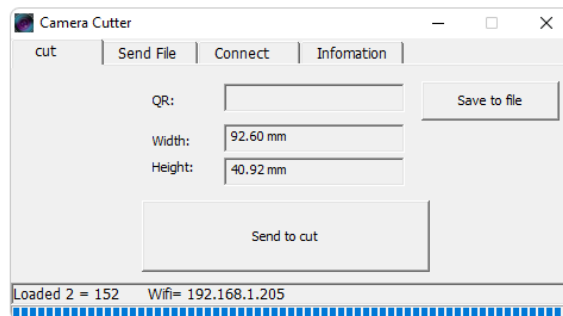 Camera Cutter
cut Send File Connect Infomation
QR: Save to file
Width: 92.60 mm
Height: 40.92 mm
Send to cut
Loaded 2 = 152 Wifi= 192.168.1.205